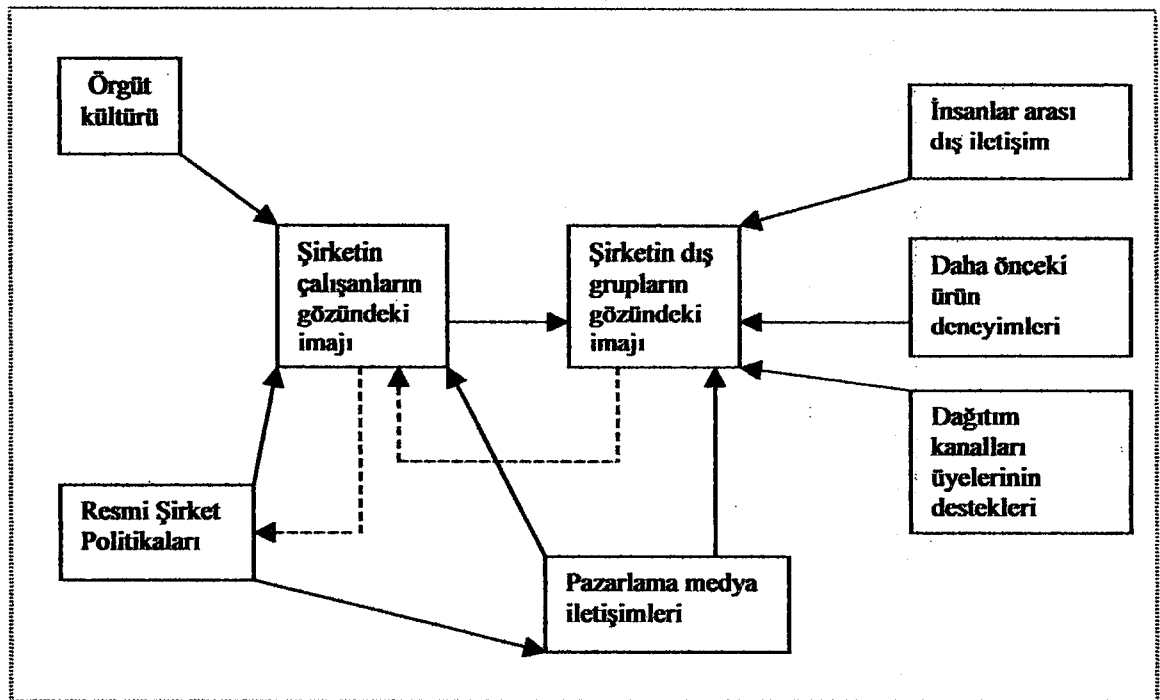 Örgüt
kültürü
İnsanlar arası
dış iletişim
Şirketin
çalışanların
gözündeki
imajı
Şirketin dış
grupların
gözündeki
imajı
Daha önceki
ürün
deneyimleri
Dağıtım
kanalları
üyelerinin
destekleri
Resmi Şirket
Politikaları
Pazarlama medya
iletişimleri